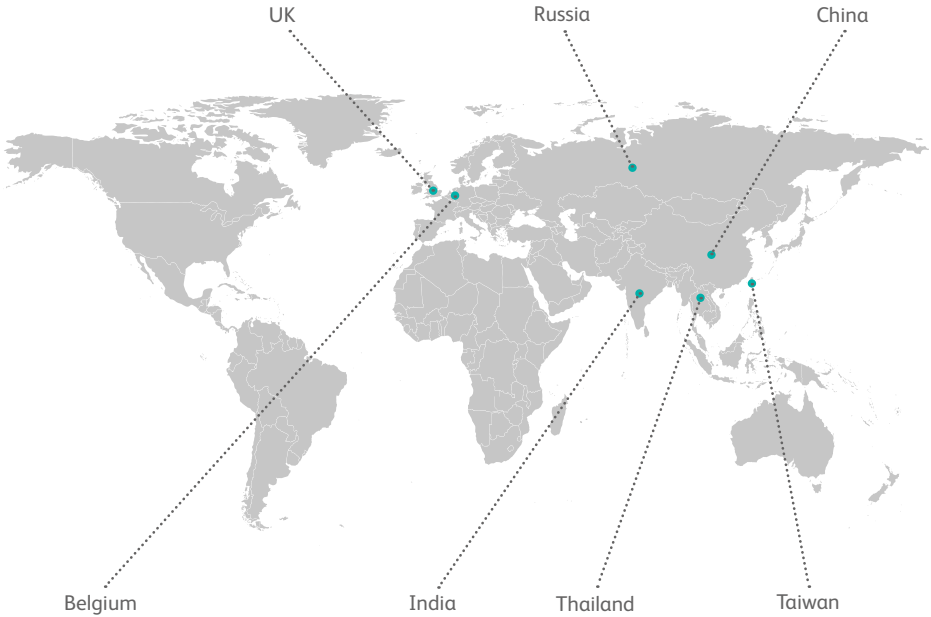 UK
Russia
China
Belgium
India
Thailand
Taiwan